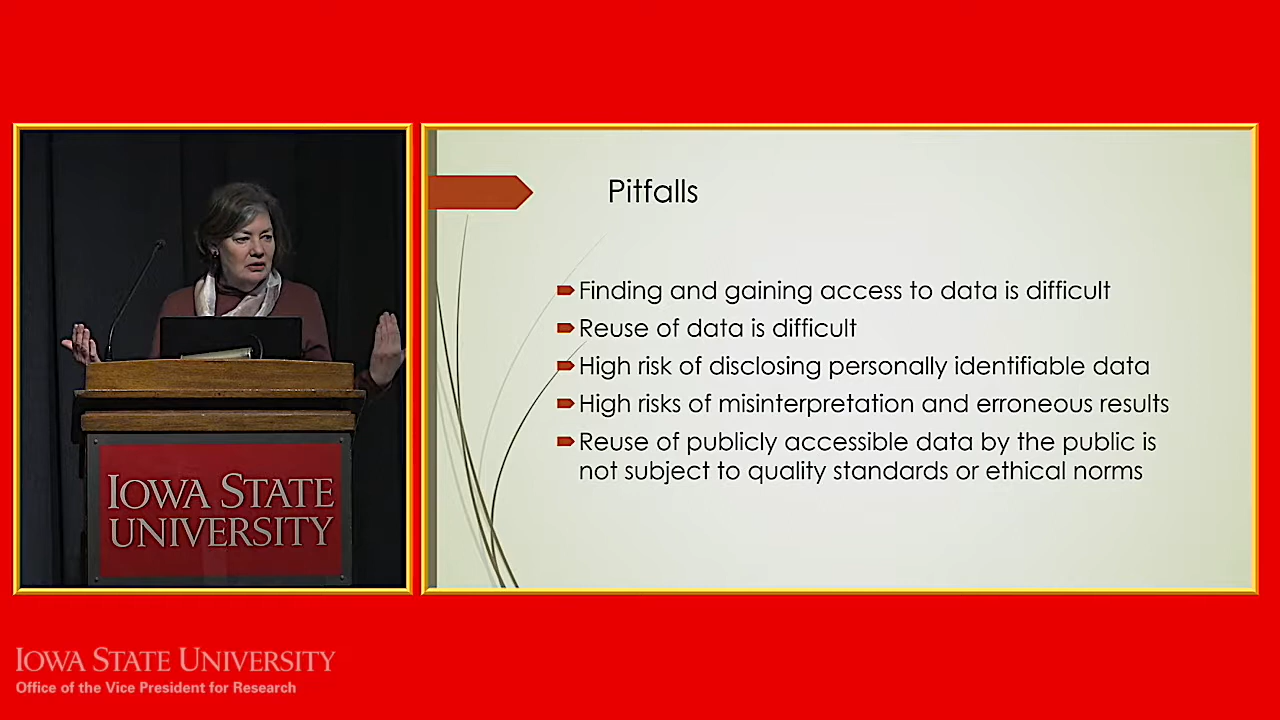 Pitfalls
Finding and gaining access to data is difficult
Reuse of data is difficult
High risk of disclosing personally identifiable data
High risks of misinterpretation and erroneous results
Reuse of publicly accessible data by the public is
not subject to quality standards or ethical norms
IOWA STATE
UNIVERSITY
IOWA STATE UNIVERSITY
Office of the Vice President for Research